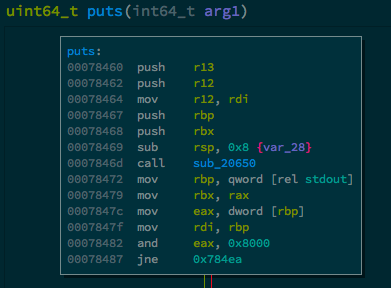 uint64_t puts(int64_t arg1)
puts:
00078460 push r13
00078462 push r12
00078464 mov r12, rdi
00078467 push rbp
00078468 push rbx
00078469 sub rsp, 0x8 {var_28}
0007846d call sub_20650
00078472 mov rbp, qword [rel stdout]
00078479 mov rbx, rax
0007847c mov eax, dword [rbp]
0007847f mov rdi, rbp
00078482 and eax, 0x8000
00078487 jne 0x784ea